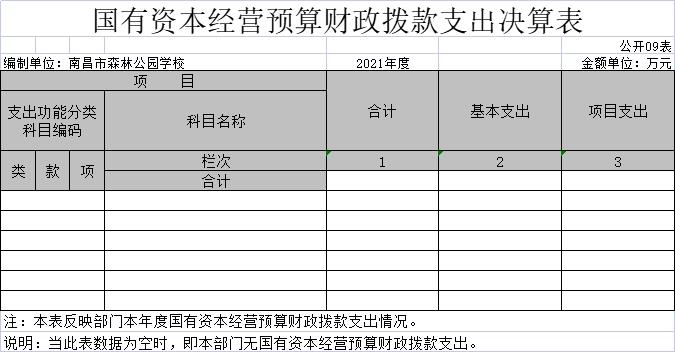 国有资本经营预算财政拨款支出决算表
公开09表
编制单位：南昌市森林公园学校 2021年度 金额单位：万元
项 目 合计 基本支出 项目支出
支出功能分类科目编码 科目名称
类 款 项 栏次 1 2 3
合计
注：本表反映部门本年度国有资本经营预算财政拨款支出情况。
说明：当此表数据为空时，即本部门无国有资本经营预算财政拨款支出。